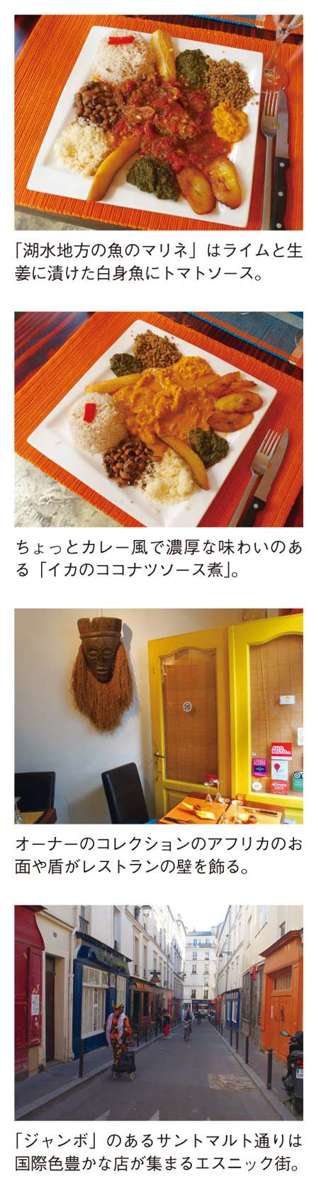 「湖水地方の魚のマリネ」はライムと生
姜に漬けた白身魚にトマトソース。
ちょっとカレー風で濃厚な味わいのあ
る「イカのココナツソース煮」。
オーナーのコレクションのアフリカのお
面や盾がレストランの壁を飾る。
「ジャンボ」のあるサントマルト通りは
国際色豊かな店が集まるエスニック街。